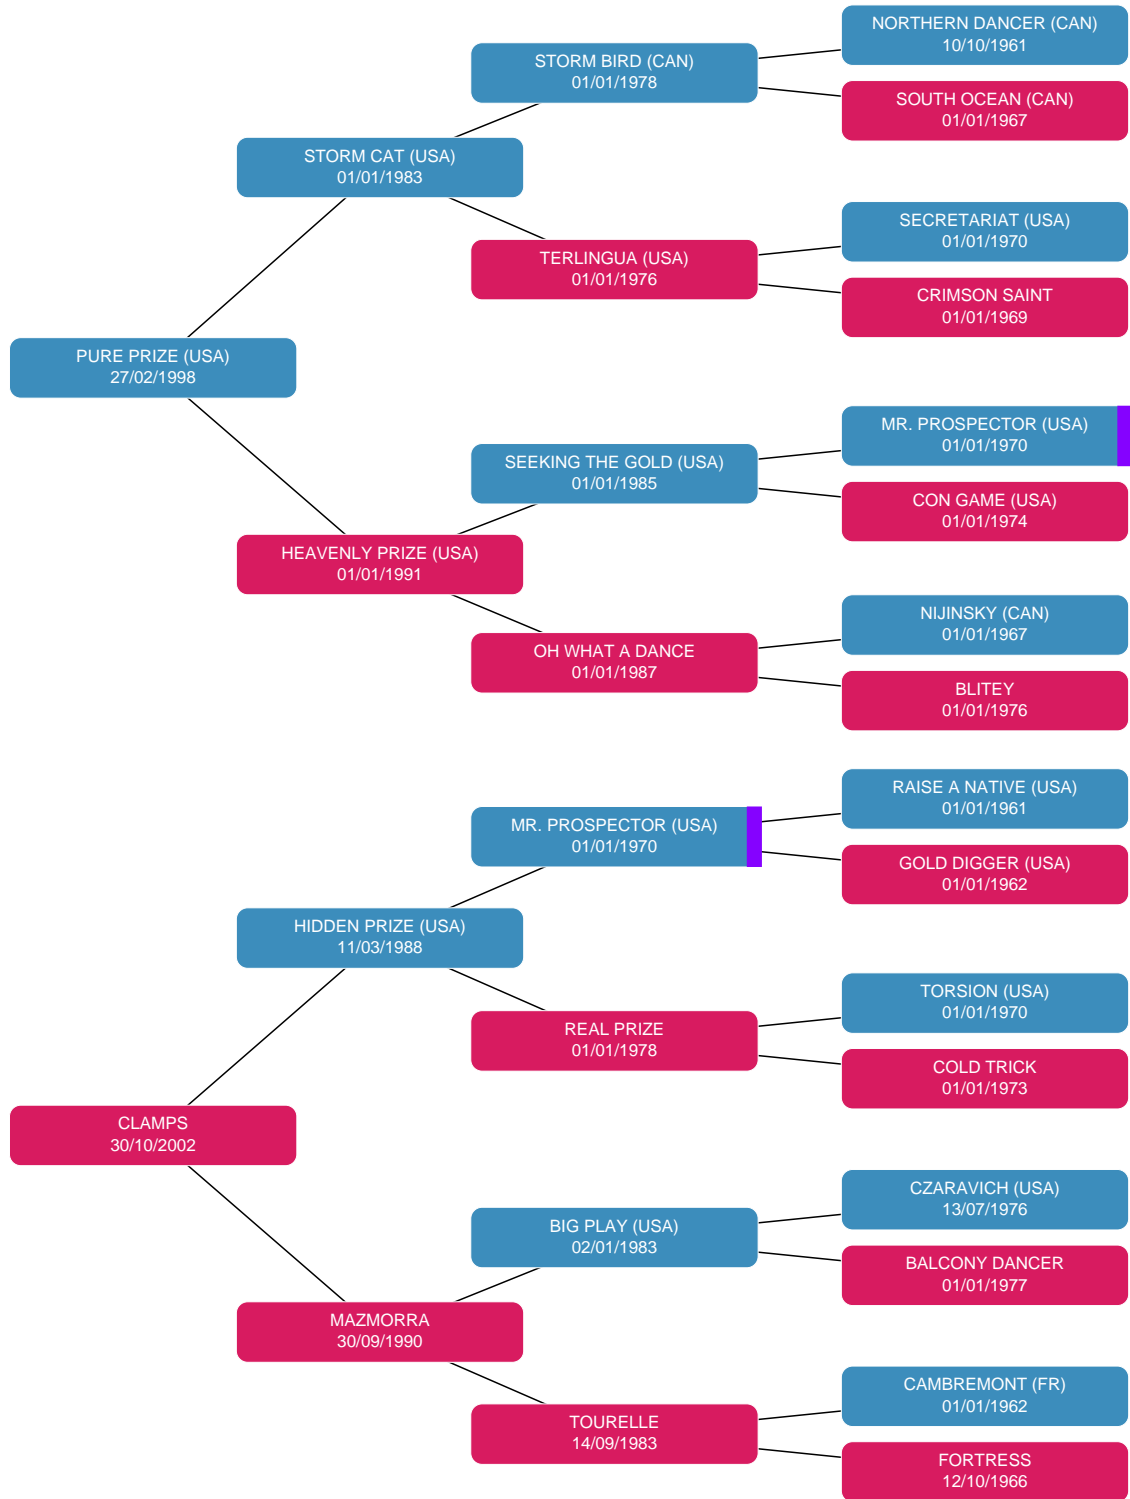 NORTHERN DANCER (CAN)
10/10/1961
STORM BIRD (CAN)
01/01/1978
SOUTH OCEAN (CAN)
01/01/1967
STORM CAT (USA)
01/01/1983
SECRETARIAT (USA)
01/01/1970
TERLINGUA (USA)
01/01/1976
CRIMSON SAINT
01/01/1969
PURE PRIZE (USA)
27/02/1998
MR. PROSPECTOR (USA)
01/01/1970
SEEKING THE GOLD (USA)
01/01/1985
CON GAME (USA)
01/01/1974
HEAVENLY PRIZE (USA)
01/01/1991
NIJINSKY (CAN)
01/01/1967
OH WHAT A DANCE
01/01/1987
BLITEY
01/01/1976
RAISE A NATIVE (USA)
01/01/1961
MR. PROSPECTOR (USA)
01/01/1970
GOLD DIGGER (USA)
01/01/1962
HIDDEN PRIZE (USA)
11/03/1988
TORSION (USA)
01/01/1970
REAL PRIZE
01/01/1978
COLD TRICK
01/01/1973
CLAMPS
30/10/2002
CZARAVICH (USA)
13/07/1976
BIG PLAY (USA)
02/01/1983
BALCONY DANCER
01/01/1977
MAZMORRA
30/09/1990
CAMBREMONT (FR)
01/01/1962
TOURELLE
14/09/1983
FORTRESS
12/10/1966